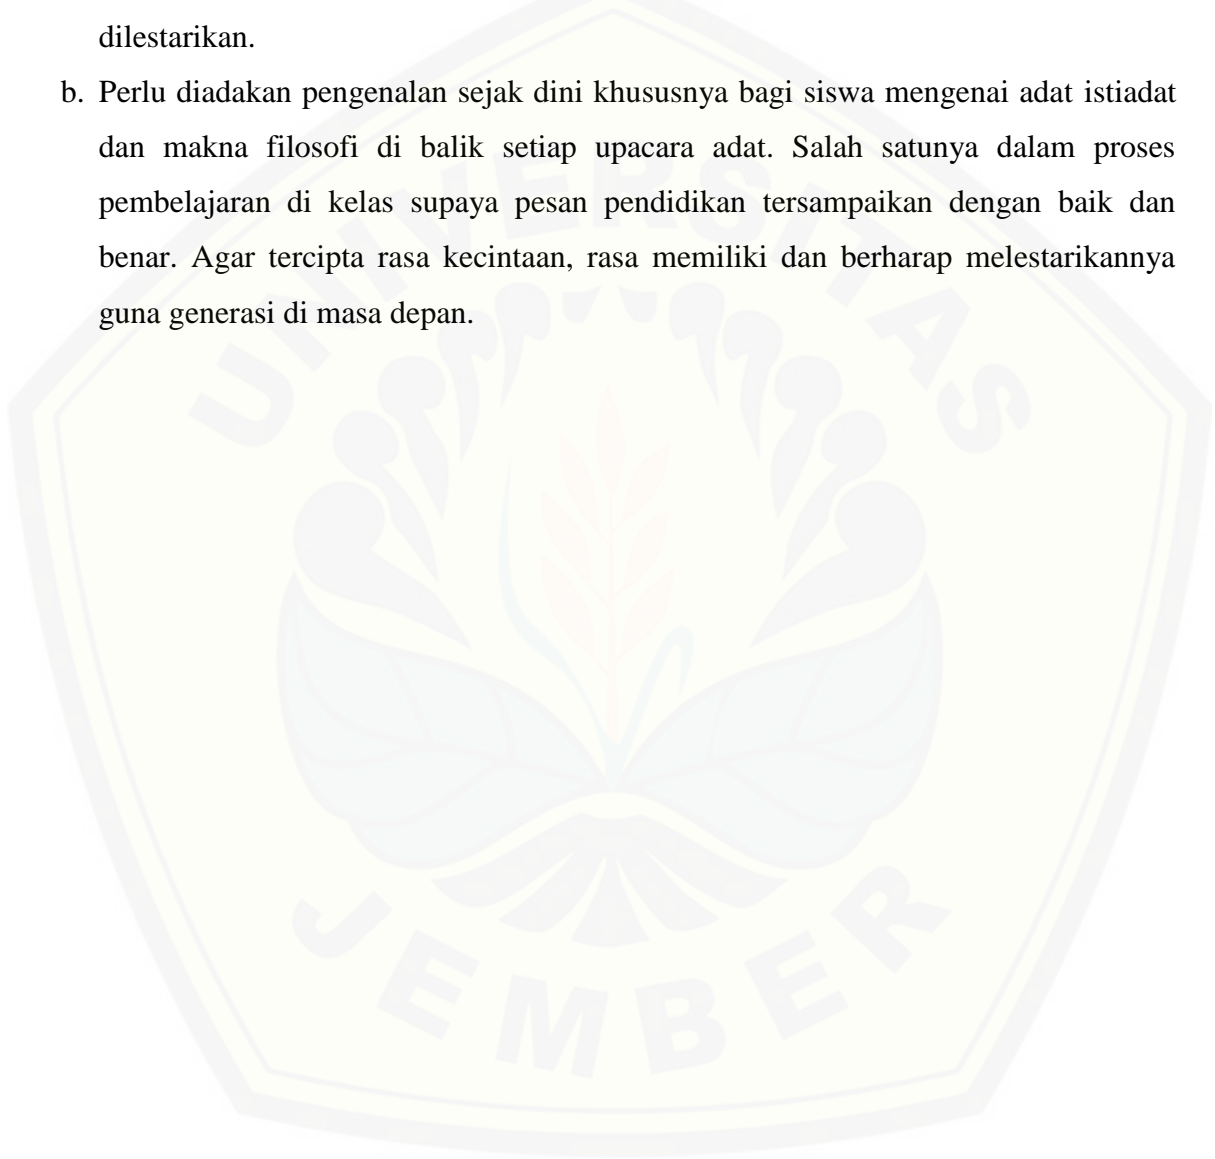 dilestarikan.
b. Perlu diadakan pengenalan sejak dini khususnya bagi siswa mengenai adat istiadat
dan makna filosofi di balik setiap upacara adat. Salah satunya dalam proses
pembelajaran di kelas supaya pesan pendidikan tersampaikan dengan baik dan
benar. Agar tercipta rasa kecintaan, rasa memiliki dan berharap melestarikannya
guna generasi di masa depan.
UNIVERSITAS
JEMBER